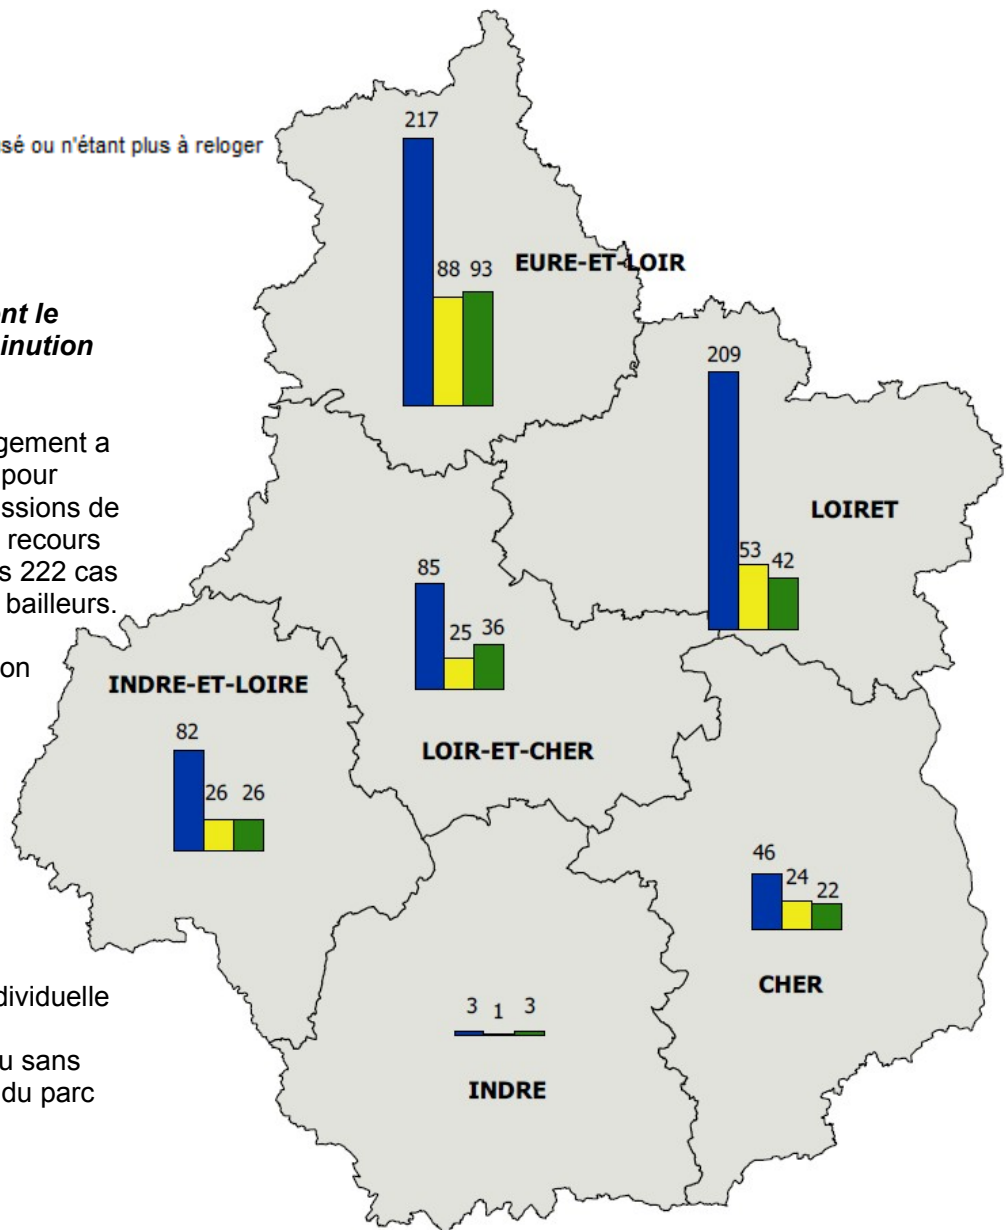 217
sé ou n'étant plus à reloger
EURE-ET-LOIR
88 93
nt le
inution
209
gement a
pour
ssions de
recours
s 222 cas
bailleurs.
LOIRET
53
42
85
25 36
on
INDRE-ET-LOIRE
82
LOIR-ET-CHER
26 26
46
24
22
CHER
dividuelle
3 1 3
u sans
du parc
INDRE